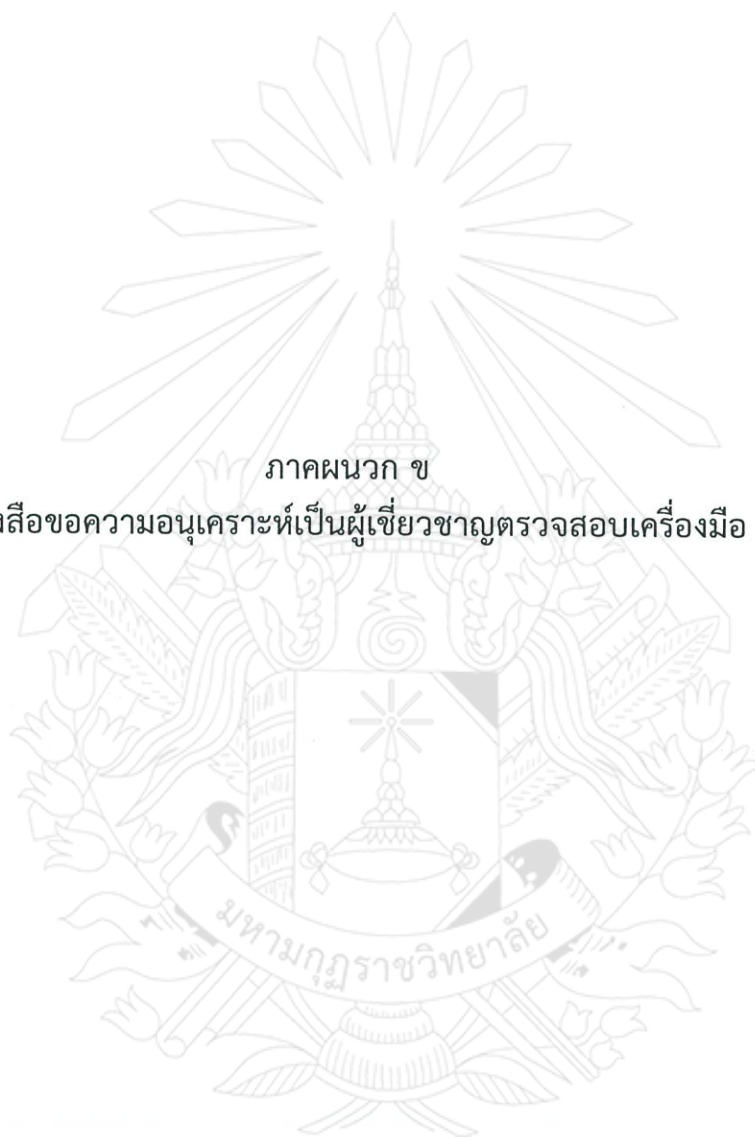 ภาคผนวก ข
สือขอความอนุเคราะห์เป็นผู้เชี่ยวชาญตรวจสอบเครื่องมือ
มหามกุฏราชวิทยาลัย